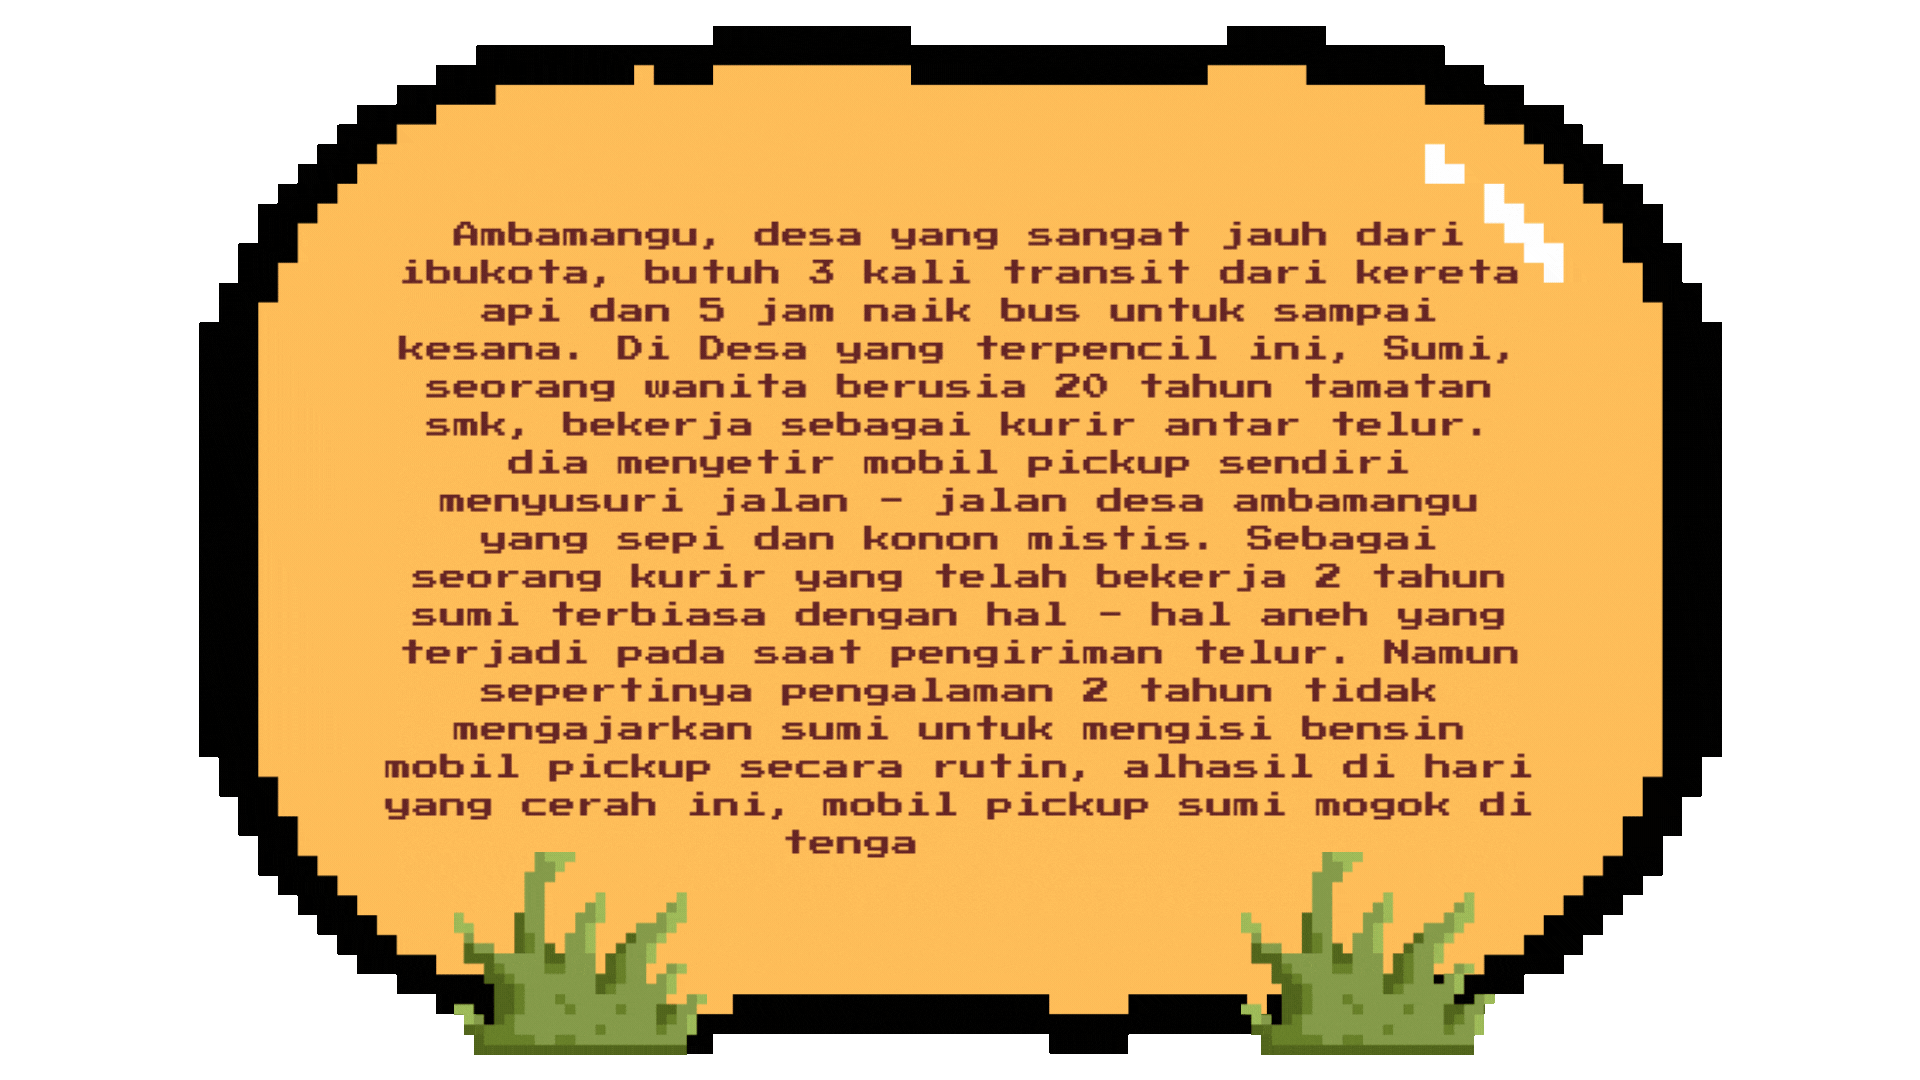 Ambamangu, desa yang sangat jauh dari
ibukota, butuh 3 kali transit dari kereta
api dan 5 jam naik bus untuk sampai
kesana. Di Desa yang terpencil ini, Sumi,
seorang wanita berusia 20 tahun tamatan
smk, bekerja sebagai kurir antar telur.
dia menyetir mobil pickup sendiri
menyusuri jalan - jalan desa ambamangu
yang sepi dan konon mistis. Sebagai
seorang kurir yang telah bekerja 2 tahun
sumi terbiasa dengan hal - hal aneh yang
terjadi pada saat pengiriman telur. Namun
sepertinya pengalaman 2 tahun tidak
mengajarkan sumi untuk mengisi bensin
mobil pickup secara rutin, alhasil di hari
yang cerah ini, mobil pickup sumi mogok di
tenga